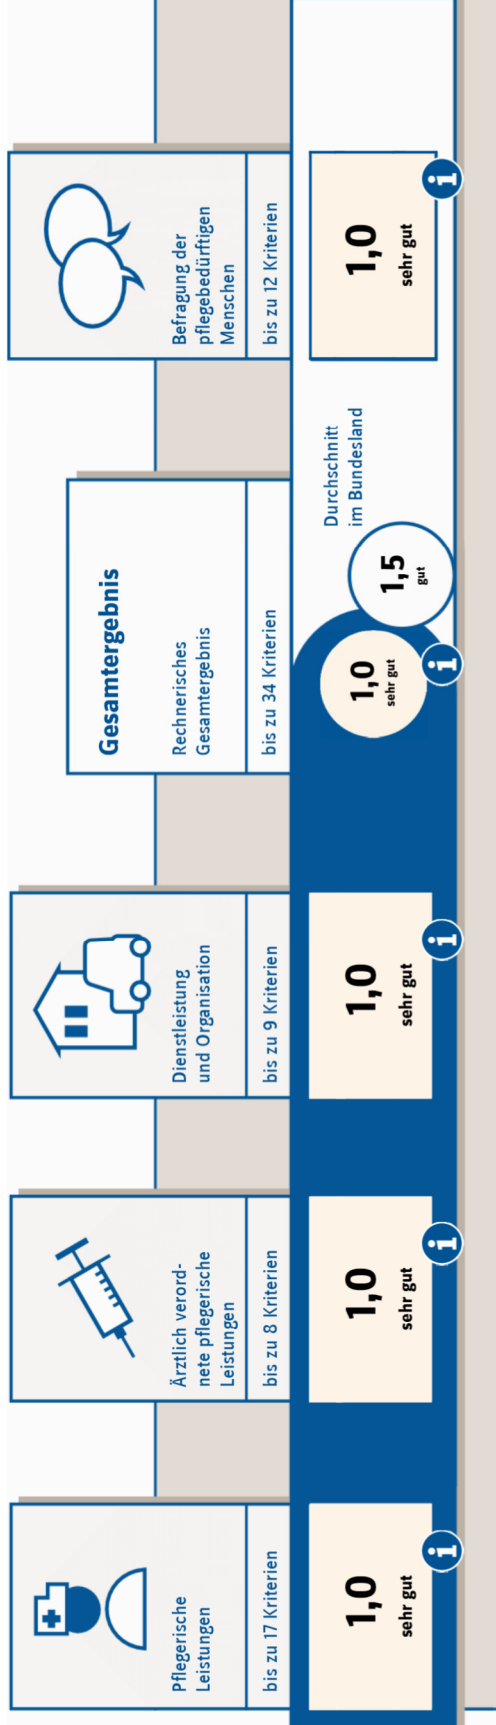 Pflegerische
Leistungen
bis zu 17 Kriterien
1,0
sehr gut
i
Ärztlich verord-
nete pflegerische
Leistungen
bis zu 8 Kriterien
1,0
sehr gut
i
Dienstleistung
und Organisation
bis zu 9 Kriterien
1,0
sehr gut
i
Gesamtergebnis
Rechnerisches
Gesamtergebnis
bis zu 34 Kriterien
1,0
sehr gut
i
1,5
gut
Durchschnitt
im Bundesland
Befragung der
pflegebedürftigen
Menschen
bis zu 12 Kriterien
1,0
sehr gut
i